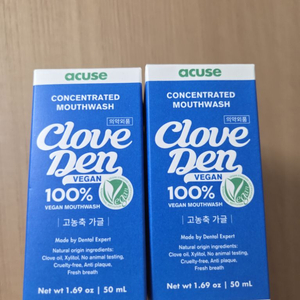 acuse
CONCENTRATED
MOUTHWASH
의약외품
Clove
Den
VEGAN
100%
VEGAN MOUTHWASH
고농축 가글
Made by Dental Expert
Natural origin ingredients:
Clove oil, Xylitol, No animal testing,
Cruelty-free, Anti plaque,
Fresh breath
Net wt 1.69 oz | 50 mL
acuse
CONCENTRATED
MOUTHWASH
의약외품
Clove
Den
VEGAN
100%
VEGAN MOUTHWASH
고농축 가글
Made by Dental Expert
Natural origin ingredients:
Clove oil, Xylitol, No animal testing,
Cruelty-free, Anti plaque,
Fresh breath
Net wt 1.69 oz | 50 mL